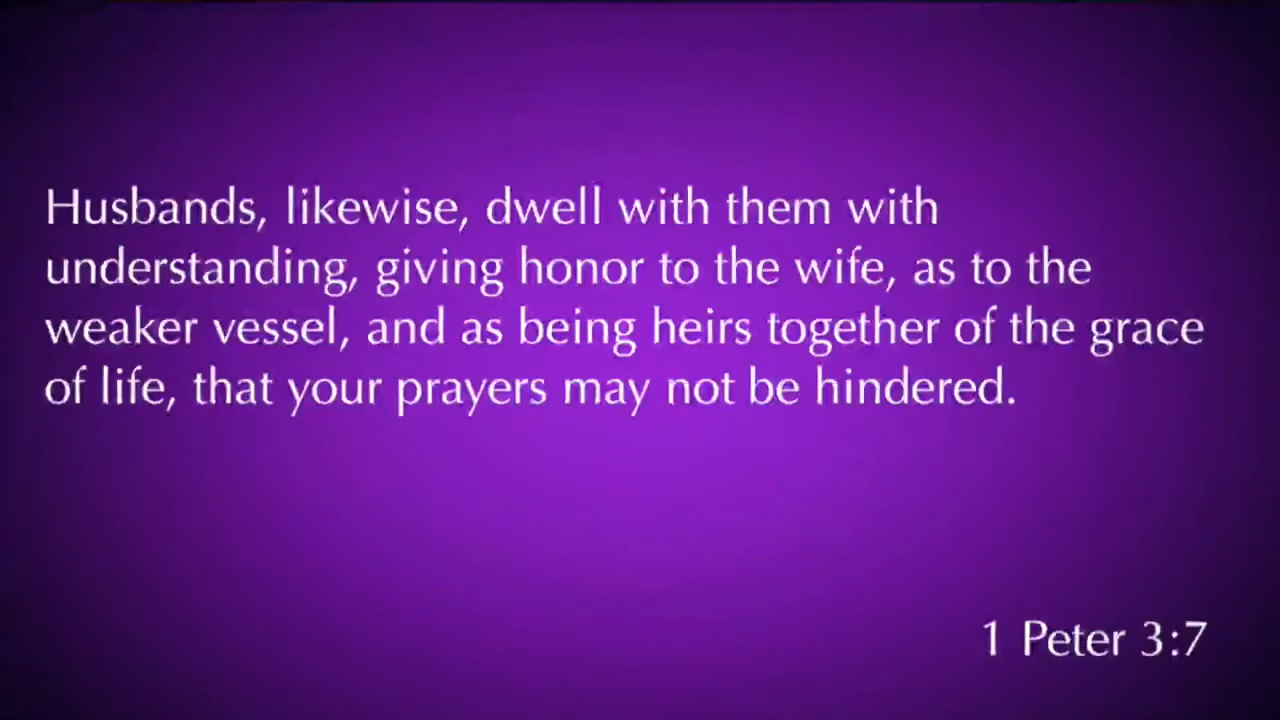 Husbands, likewise, dwell with them with
understanding, giving honor to the wife, as to the
weaker vessel, and as being heirs together of the grace
of life, that your prayers may not be hindered.
1 Peter 3:7